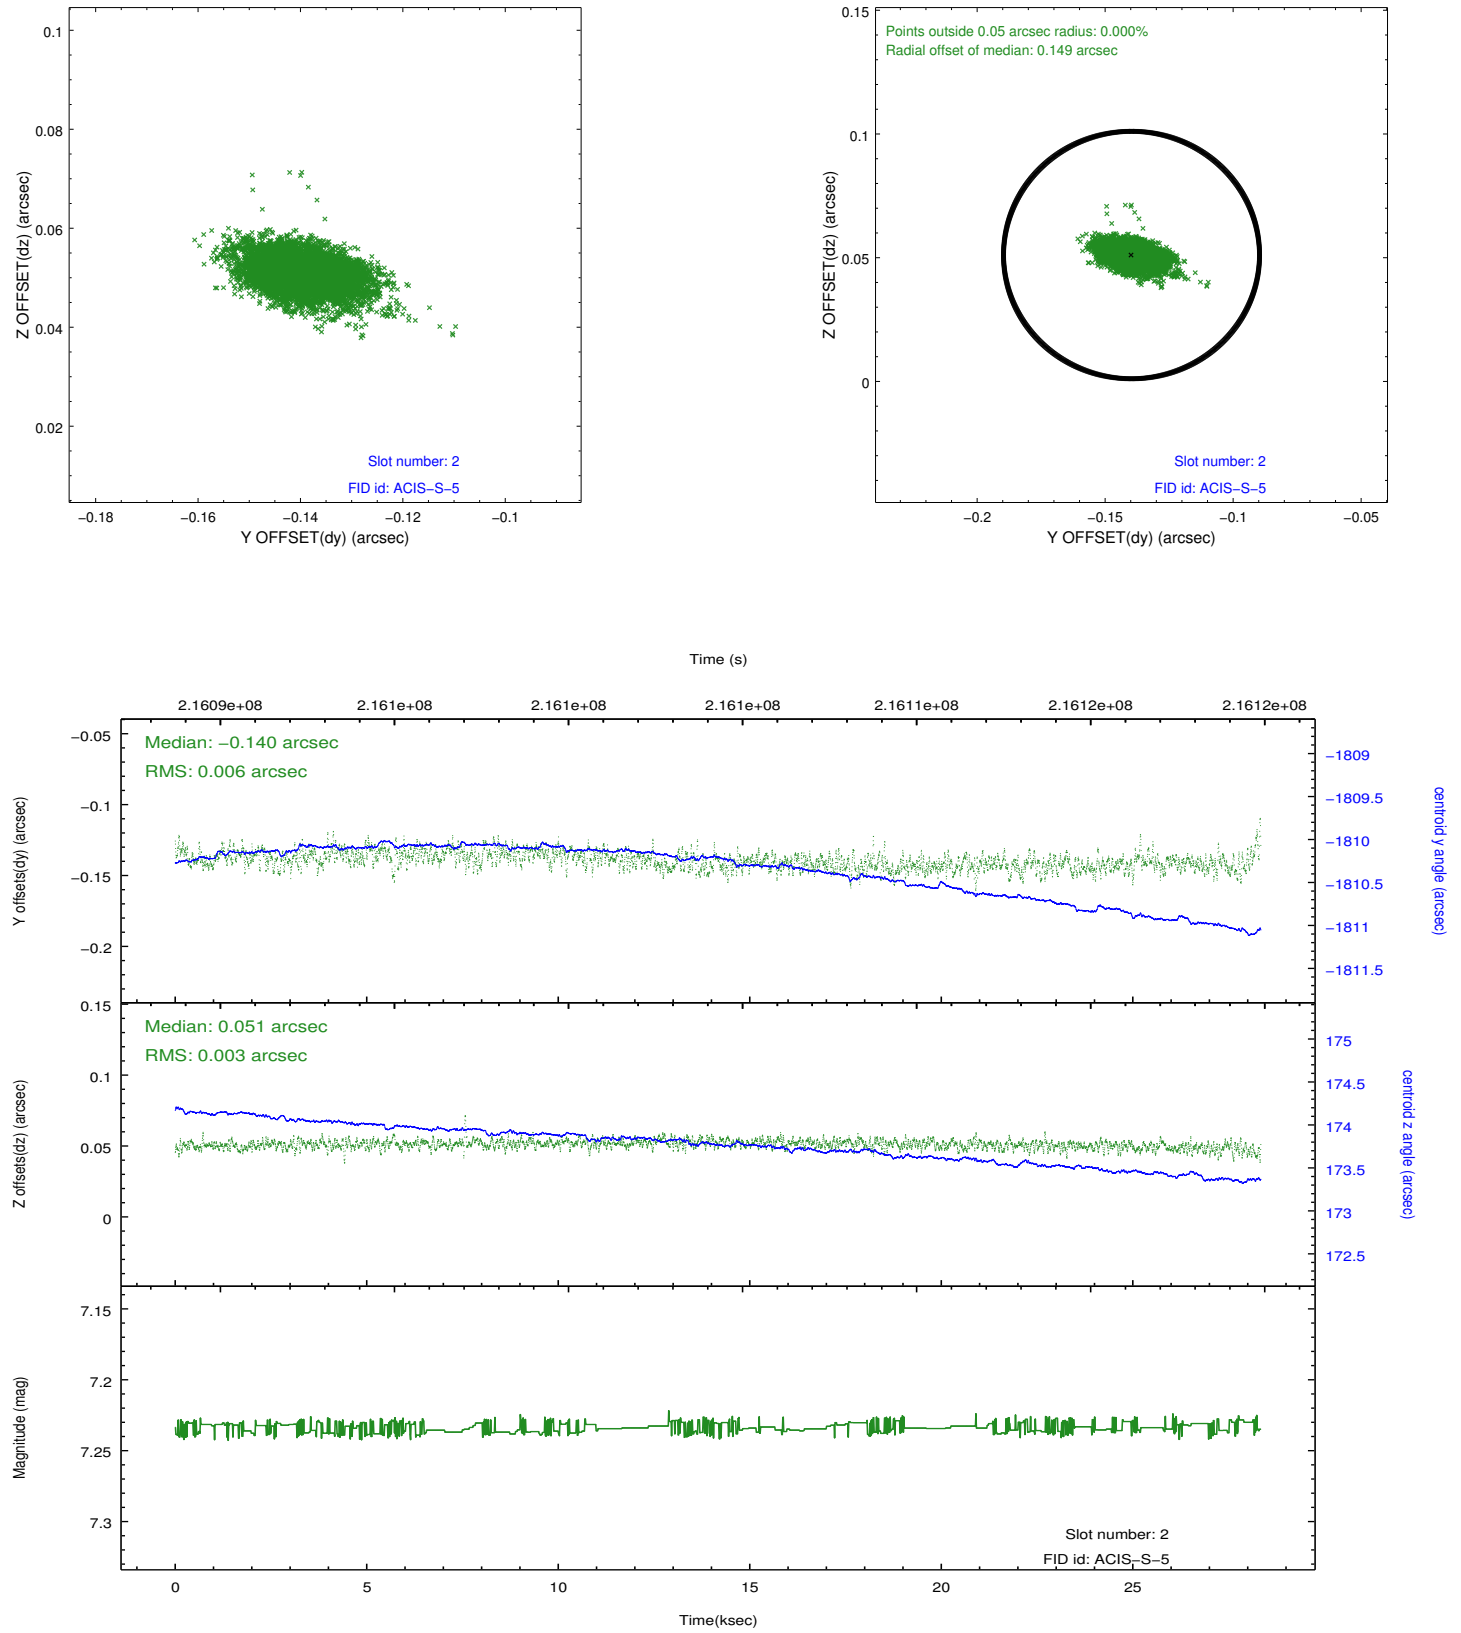 0.1
0.08
0.06
0.04
0.02
Z OFFSET(dz) (arcsec)
Slot number: 2
FID id: ACIS−S−5
−0.18 −0.16 −0.14 −0.12 −0.1
Y OFFSET(dy) (arcsec)
0.15
0.1
0.05
0
Z OFFSET(dz) (arcsec)
Points outside 0.05 arcsec radius: 0.000%
Radial offset of median: 0.149 arcsec
Slot number: 2
FID id: ACIS−S−5
−0.2 −0.15 −0.1 −0.05
Y OFFSET(dy) (arcsec)
Time (s)
2.1609e+08 2.161e+08 2.161e+08 2.161e+08 2.1611e+08 2.1612e+08 2.1612e+08
−0.05
−0.1
−0.15
−0.2
Y offsets(dy) (arcsec)
Median: −0.140 arcsec
RMS: 0.006 arcsec
−1809
−1809.5
−1810
−1810.5
−1811
−1811.5
centroid y angle (arcsec)
0.15
0.1
0.05
0
Z offsets(dz) (arcsec)
Median: 0.051 arcsec
RMS: 0.003 arcsec
175
174.5
174
173.5
173
172.5
centroid z angle (arcsec)
7.15
7.2
7.25
7.3
Magnitude (mag)
Slot number: 2
FID id: ACIS−S−5
0 5 10 15 20 25
Time(ksec)